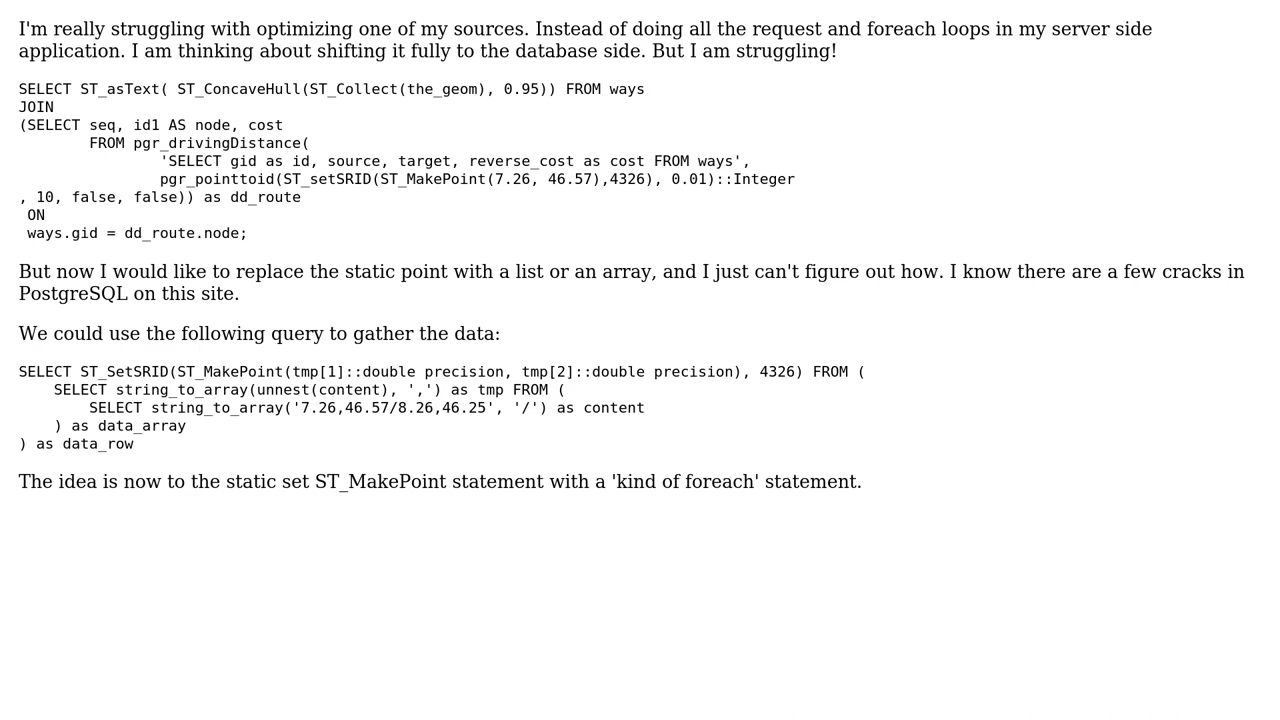 I'm really struggling with optimizing one of my sources. Instead of doing all the request and foreach loops in my server side
application. I am thinking about shifting it fully to the database side. But I am struggling!
SELECT ST_asText( ST_ConcaveHull(ST_Collect(the_geom), 0.95)) FROM ways
JOIN
(SELECT seq, id1 AS node, cost
        FROM pgr_drivingDistance(
                'SELECT gid as id, source, target, reverse_cost as cost FROM ways',
                pgr_pointtoid(ST_setSRID(ST_MakePoint(7.26, 46.57),4326), 0.01)::Integer
, 10, false, false)) as dd_route
 ON
 ways.gid = dd_route.node;
But now I would like to replace the static point with a list or an array, and I just can't figure out how. I know there are a few cracks in
PostgreSQL on this site.
We could use the following query to gather the data:
SELECT ST_SetSRID(ST_MakePoint(tmp[1]::double precision, tmp[2]::double precision), 4326) FROM (
    SELECT string_to_array(unnest(content), ',') as tmp FROM (
        SELECT string_to_array('7.26,46.57/8.26,46.25', '/') as content
    ) as data_array
) as data_row
The idea is now to the static set ST_MakePoint statement with a 'kind of foreach' statement.